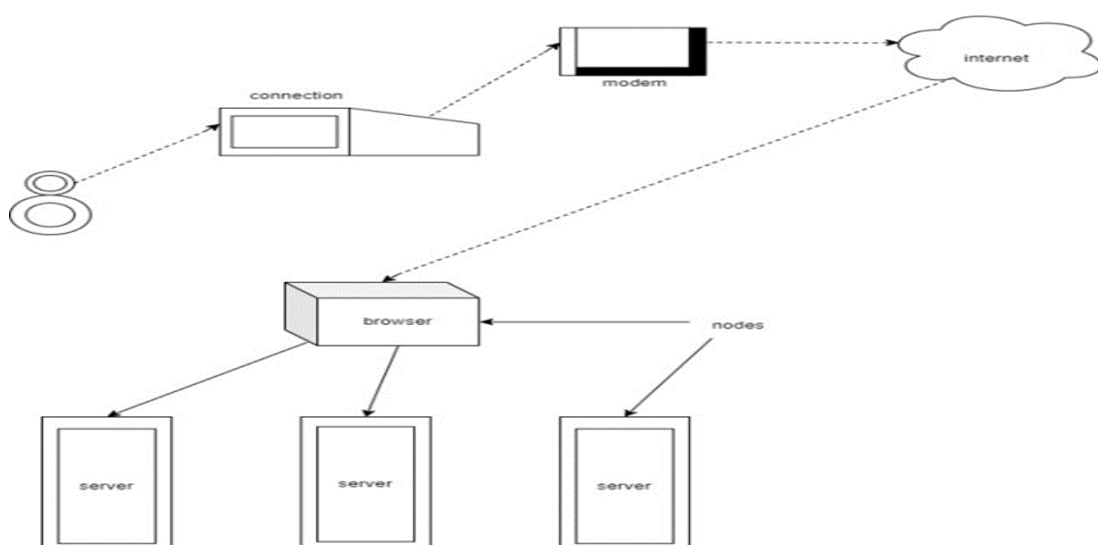 internet
modem
connection
browser
nodes
server
server
server